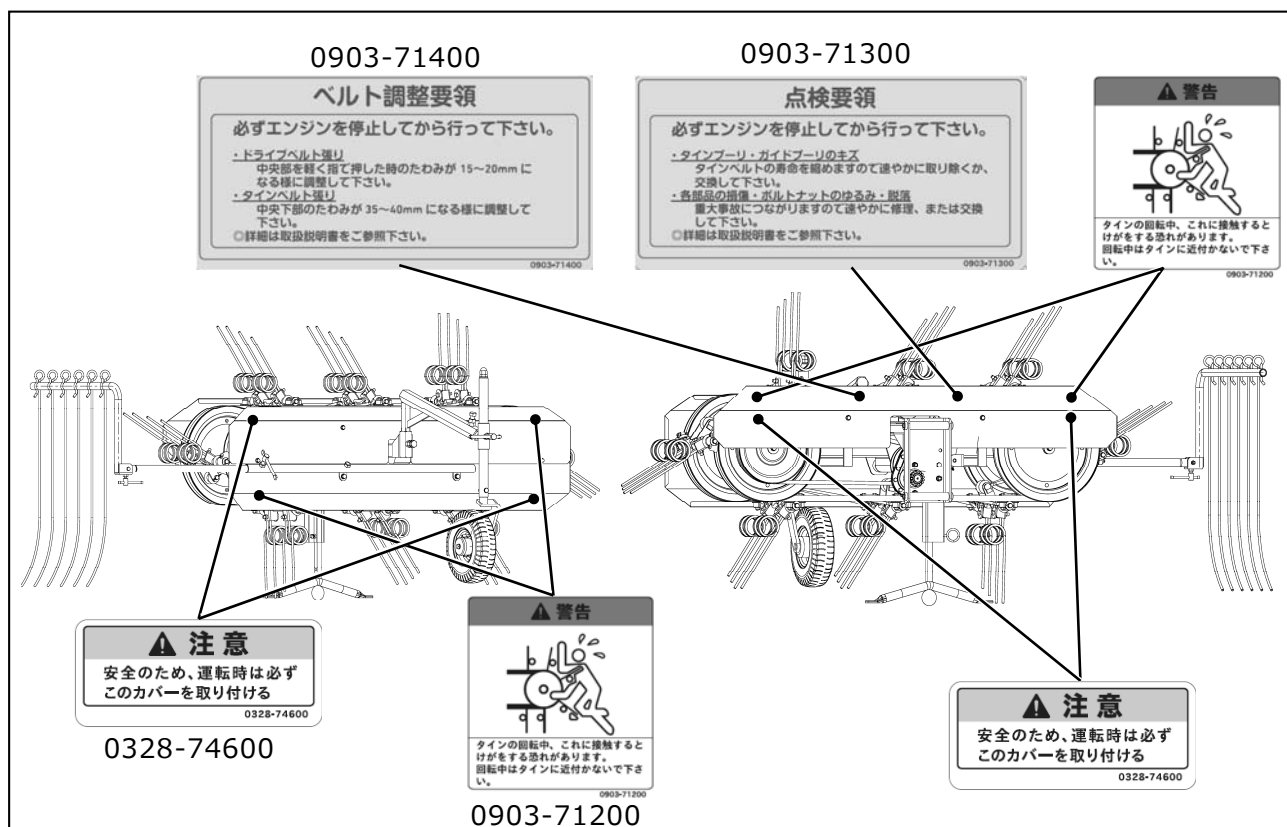 0903-71400
ベルト調整要領
必ずエンジンを停止してから行って下さい。
・ドライブベルト張り
中央部を軽く指で押した時のたわみが 15～20mm に
なる様に調整して下さい。
・タインベルト張り
中央下部のたわみが 35～40mm になる様に調整して
下さい。
◎詳細は取扱説明書をご参照下さい。
0903-71400
0903-71300
点検要領
必ずエンジンを停止してから行って下さい。
・タインプーリ・ガイドプーリのキズ
タインベルトの寿命を縮めますので速やかに取り除くか、
交換して下さい。
・各部品の損傷・ボルトナットのゆるみ・脱落
重大事故につながりますので速やかに修理、または交換
して下さい。
◎詳細は取扱説明書をご参照下さい。
0903-71300
警告
タインの回転中、これに接触すると
けがをする恐れがあります。
回転中はタインに近付かないで下さ
い。
0903-71200
注意
安全のため、運転時は必ず
このカバーを取り付ける
0328-74600
0328-74600
警告
タインの回転中、これに接触すると
けがをする恐れがあります。
回転中はタインに近付かないで下さ
い。
0903-71200
0903-71200
注意
安全のため、運転時は必ず
このカバーを取り付ける
0328-74600